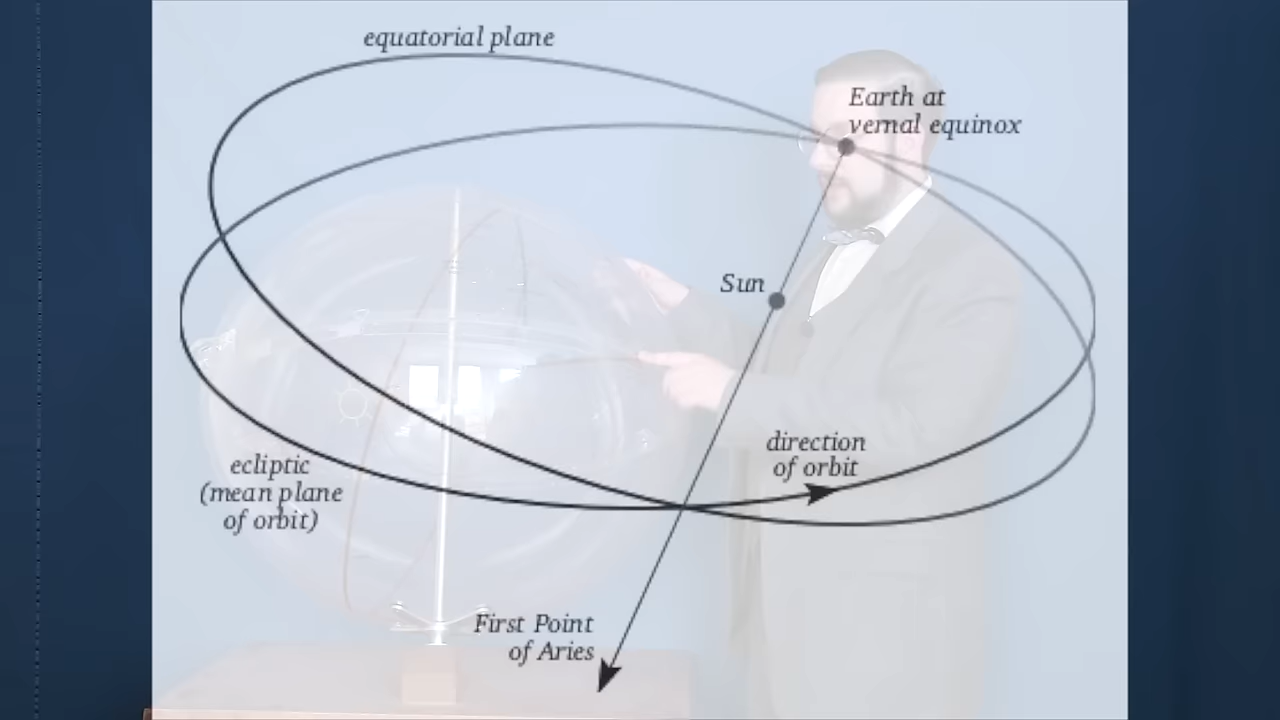 equatorial plane
Earth at
vernal equinox
Sun
direction
of orbit
ecliptic
(mean plane
of orbit)
First Point
of Aries